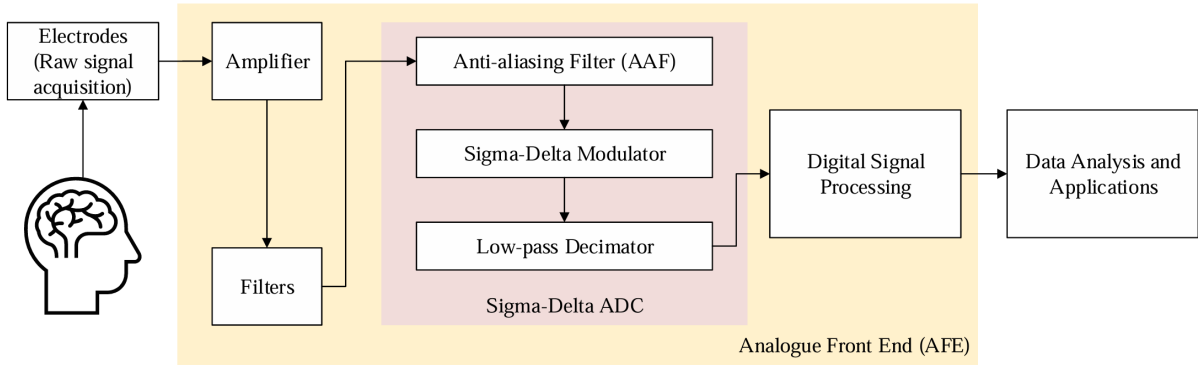 Electrodes
(Raw signal
acquisition)
Amplifier
Filters
Anti-aliasing Filter (AAF)
Sigma-Delta Modulator
Low-pass Decimator
Sigma-Delta ADC
Digital Signal
Processing
Analogue Front End (AFE)
Data Analysis and
Applications